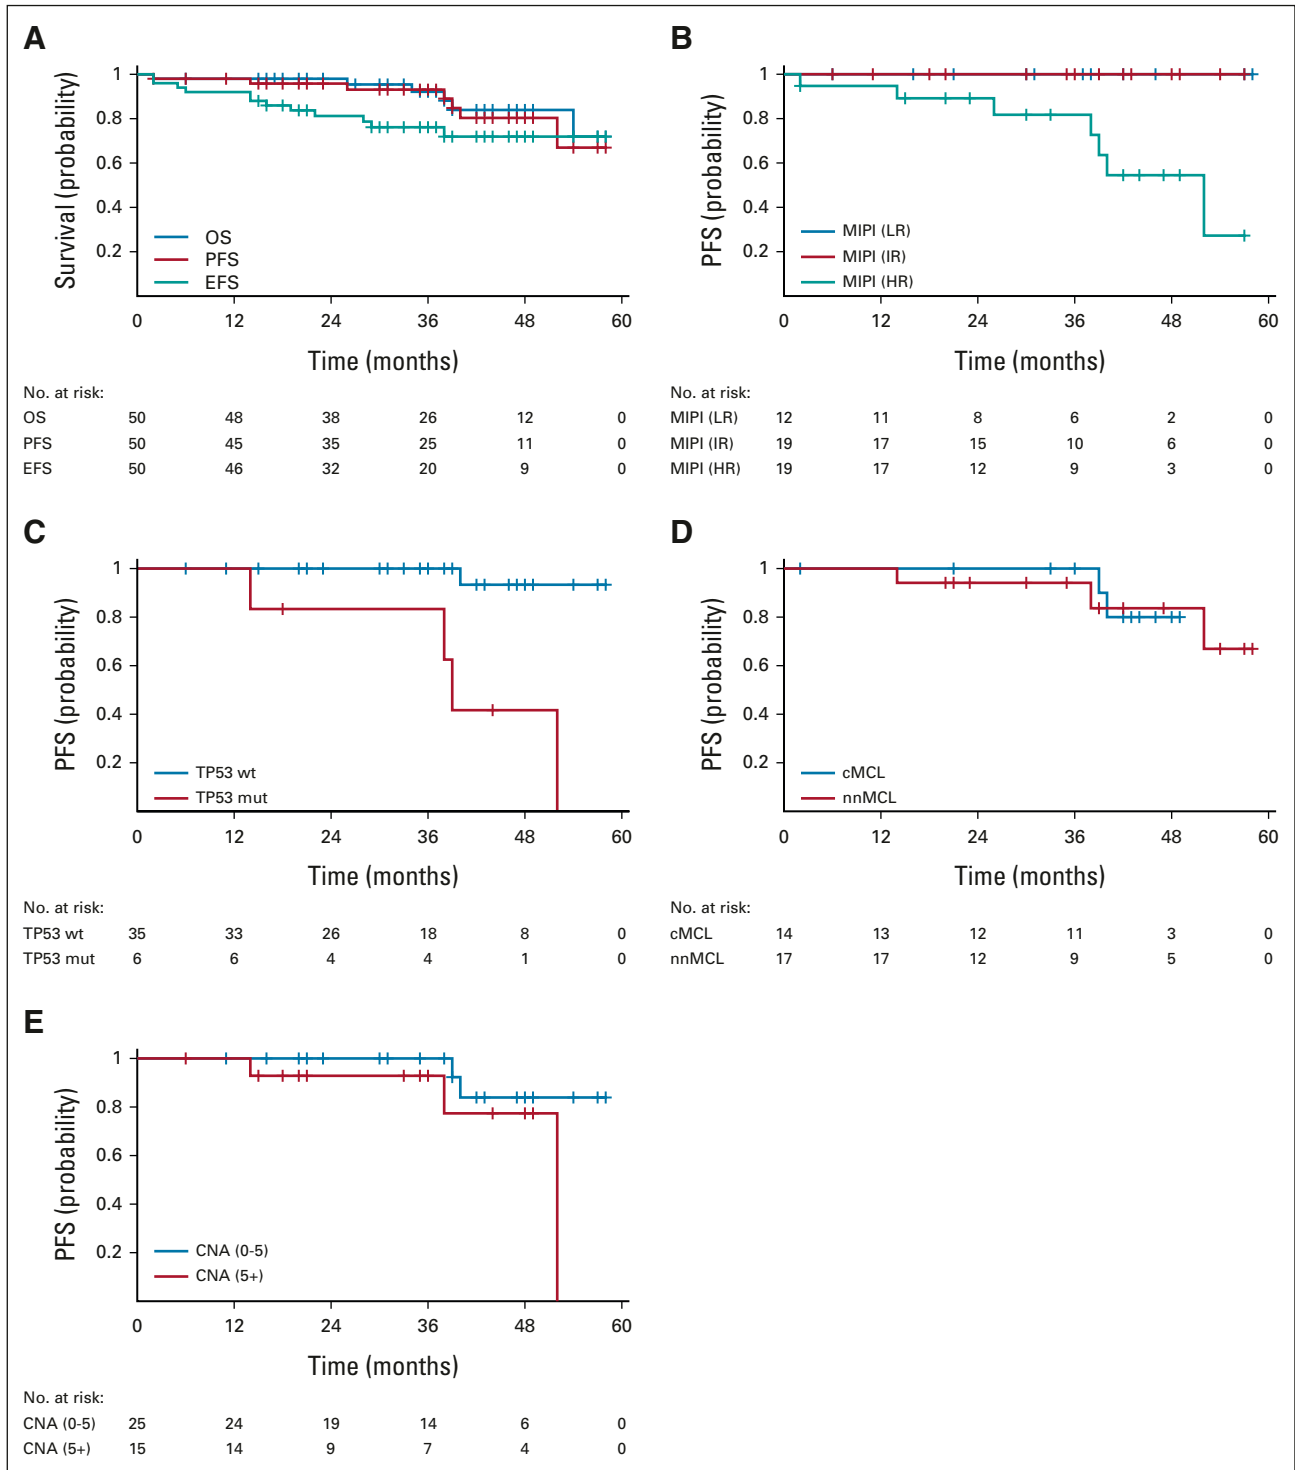 A
Survival (probability)
1
0.8
0.6
0.4
0.2
OS
PFS
EFS
0 12 24 36 48 60
Time (months)
No. at risk:
OS 50 48 38 26 12 0
PFS 50 45 35 25 11 0
EFS 50 46 32 20 9 0
B
PFS (probability)
1
0.8
0.6
0.4
0.2
MIPI (LR)
MIPI (IR)
MIPI (HR)
0 12 24 36 48 60
Time (months)
No. at risk:
MIPI (LR) 12 11 8 6 2 0
MIPI (IR) 19 17 15 10 6 0
MIPI (HR) 19 17 12 9 3 0
C
PFS (probability)
1
0.8
0.6
0.4
0.2
TP53 wt
TP53 mut
0 12 24 36 48 60
Time (months)
No. at risk:
TP53 wt 35 33 26 18 8 0
TP53 mut 6 6 4 4 1 0
D
PFS (probability)
1
0.8
0.6
0.4
0.2
cMCL
nnMCL
0 12 24 36 48 60
Time (months)
No. at risk:
cMCL 14 13 12 11 3 0
nnMCL 17 17 12 9 5 0
E
PFS (probability)
1
0.8
0.6
0.4
0.2
CNA (0-5)
CNA (5+)
0 12 24 36 48 60
Time (months)
No. at risk:
CNA (0-5) 25 24 19 14 6 0
CNA (5+) 15 14 9 7 4 0